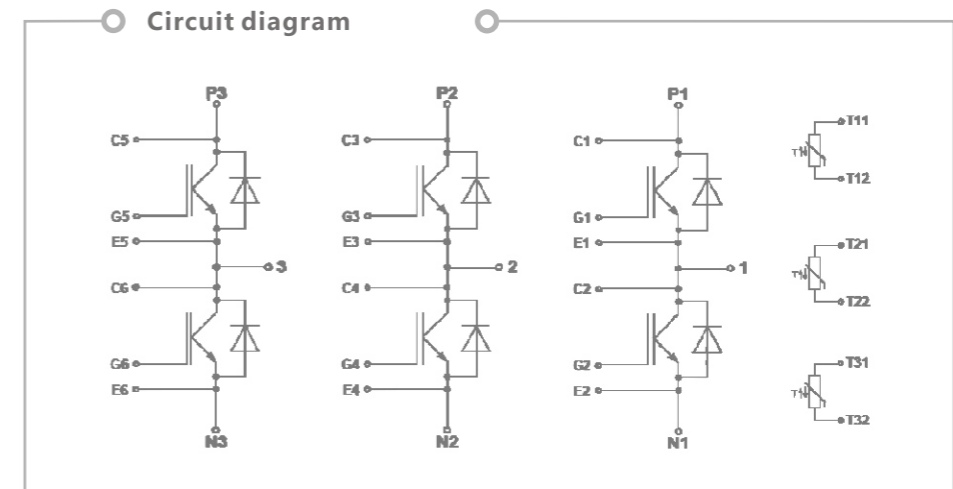 Circuit diagram
P3 P2 P1
C5 C3 C1 T11
T12
G5 G3 G1
E5 E3 E1 T21
3 2 1
C6 C4 C2
T22
G6 G4 G2 T31
E6 E4 E2
T32
N3 N2 N1